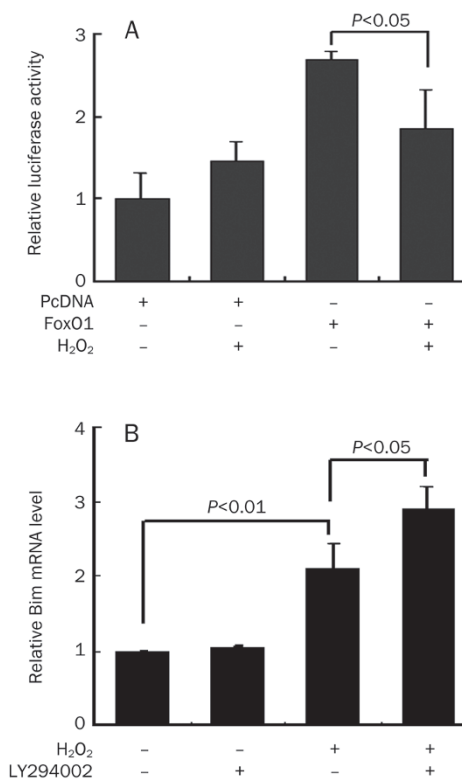 A
P<0.05
Relative luciferase activity
3
2
1
0
PcDNA + + – –
FoxO1 – – + +
H₂O₂ – + – +
B
P<0.05
P<0.01
Relative Bim mRNA level
4
3
2
1
0
H₂O₂ – – + +
LY294002 – + – +